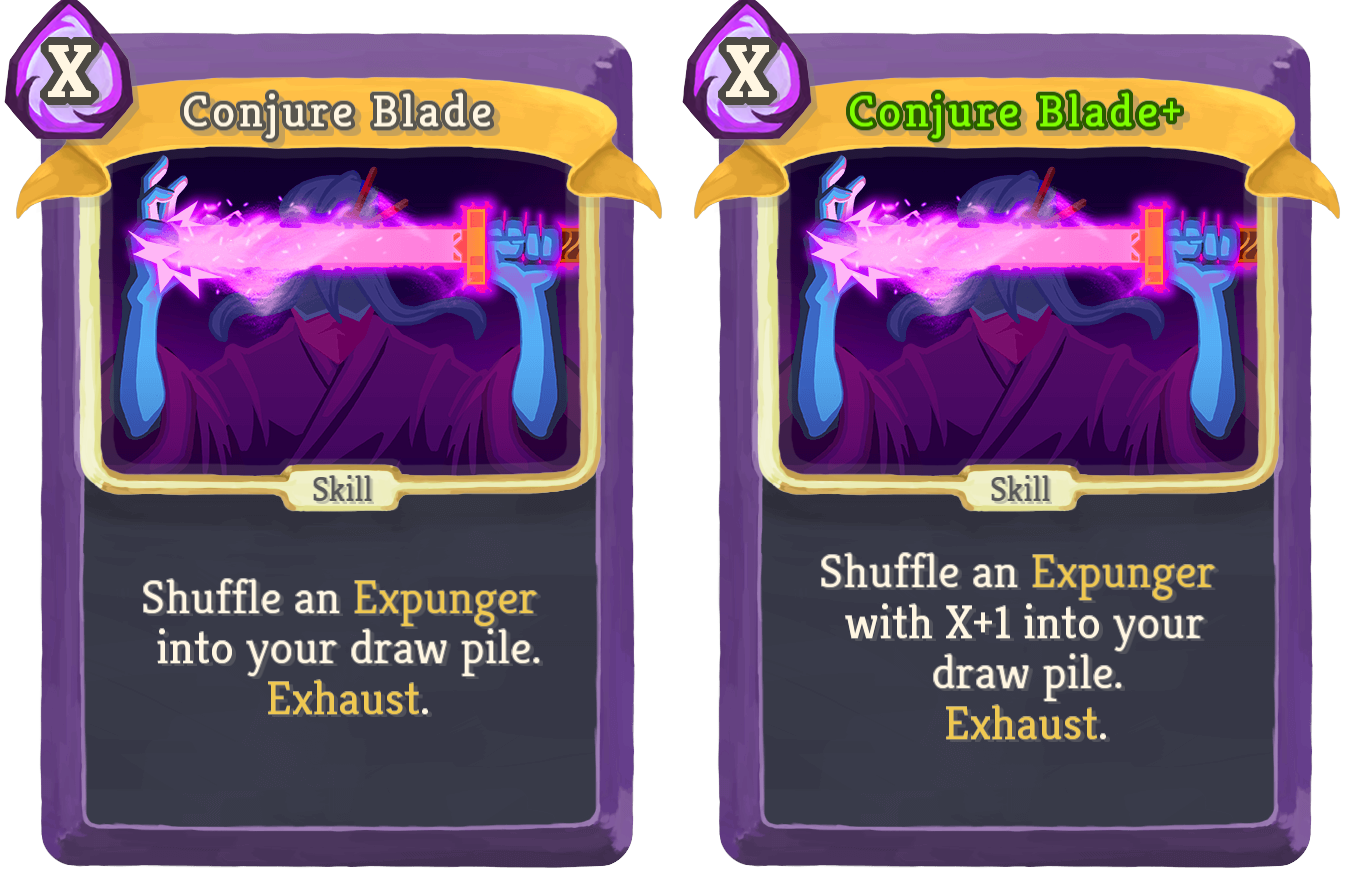 X
Conjure Blade
Skill
Shuffle an Expunger
into your draw pile.
Exhaust.
X
Conjure Blade+
Skill
Shuffle an Expunger
with X+1 into your
draw pile.
Exhaust.